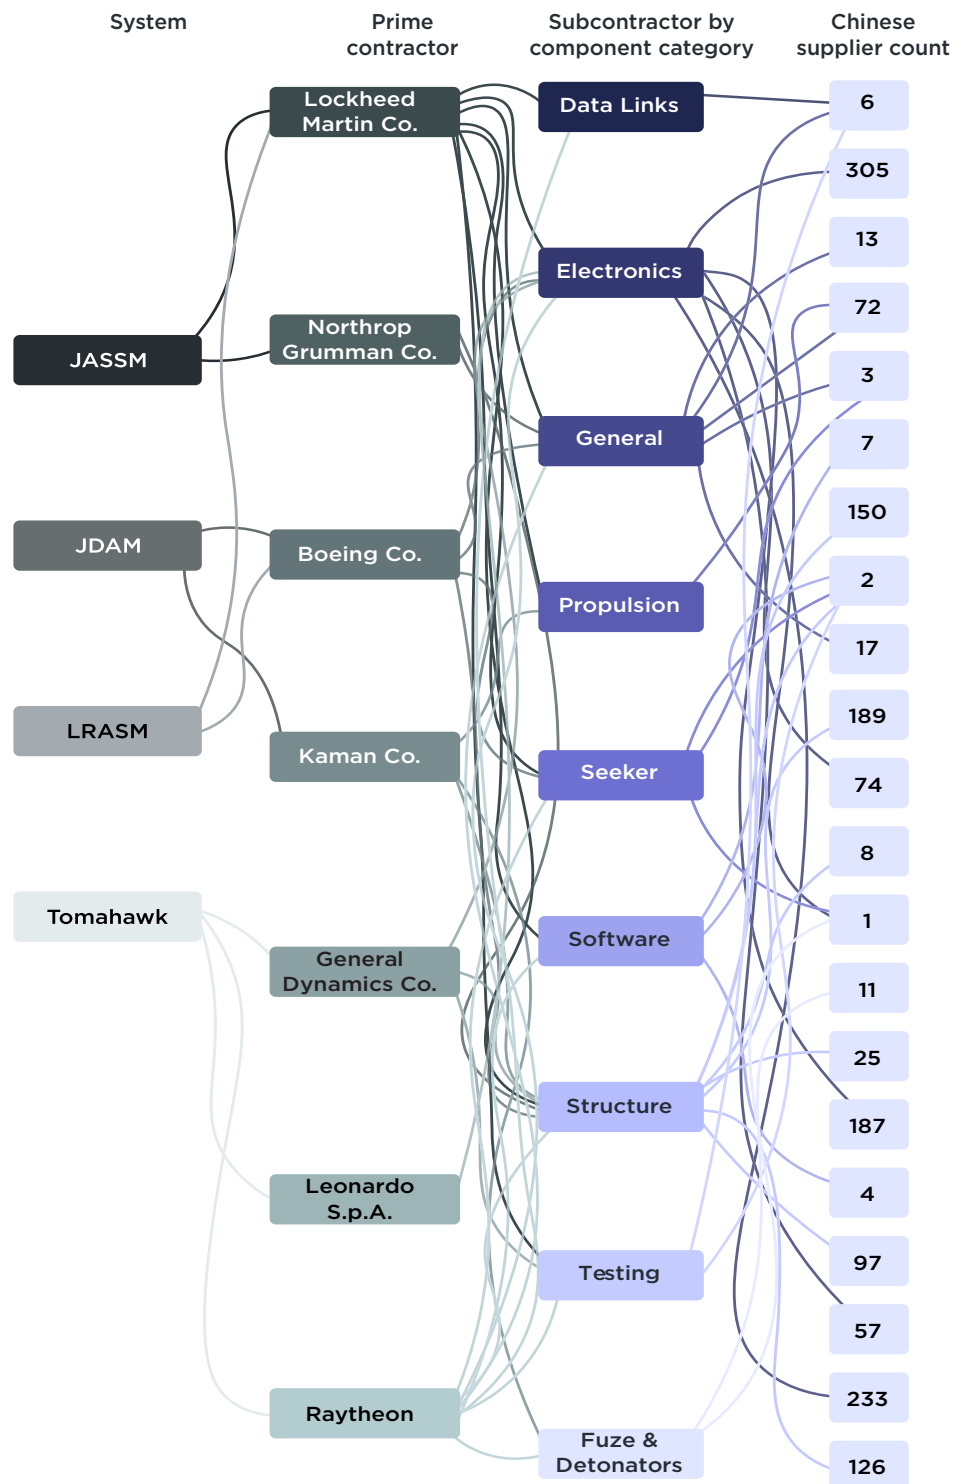 System
Prime
contractor
Subcontractor by
component category
Chinese
supplier count
JASSM
JDAM
LRASM
Tomahawk
Lockheed
Martin Co.
Northrop
Grumman Co.
Boeing Co.
Kaman Co.
General
Dynamics Co.
Leonardo
S.p.A.
Raytheon
Data Links
Electronics
General
Propulsion
Seeker
Software
Structure
Testing
Fuze &
Detonators
6
305
13
72
3
7
150
2
17
189
74
8
1
11
25
187
4
97
57
233
126